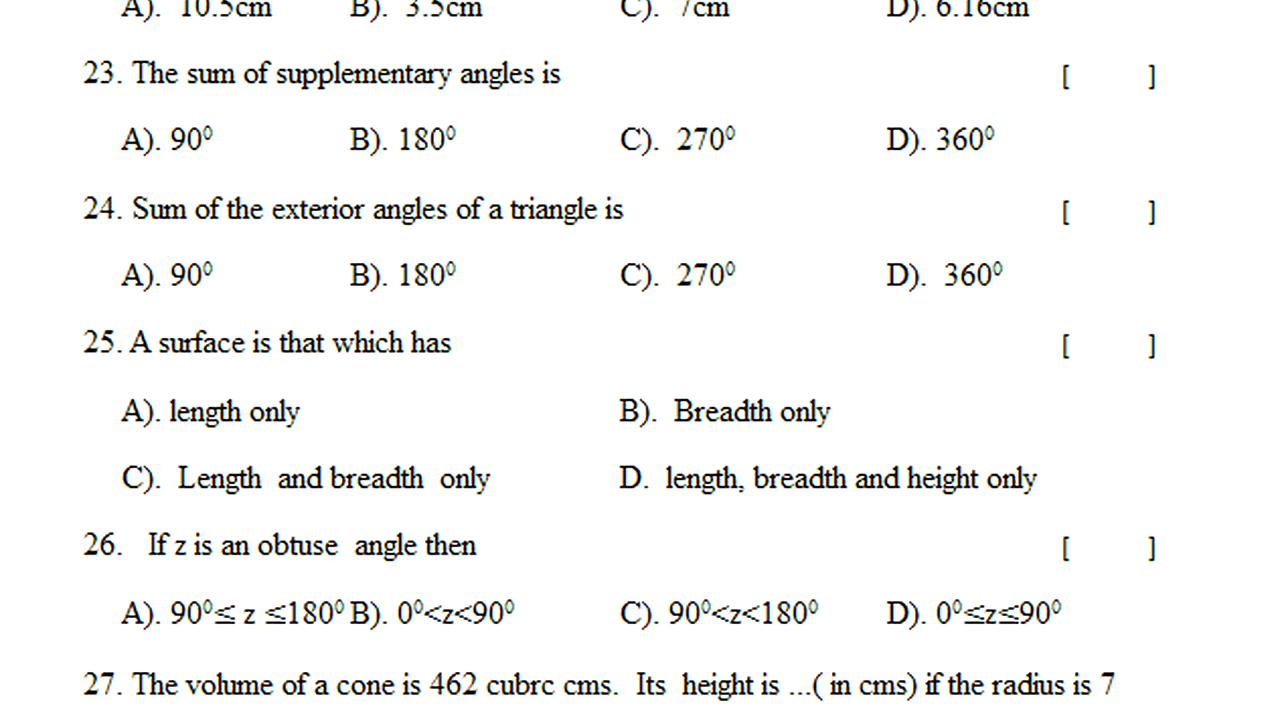 A). 10.5cm B). 3.5cm C). 7cm D). 6.16cm
23. The sum of supplementary angles is [ ]
A). 90⁰ B). 180⁰ C). 270⁰ D). 360⁰
24. Sum of the exterior angles of a triangle is [ ]
A). 90⁰ B). 180⁰ C). 270⁰ D). 360⁰
25. A surface is that which has [ ]
A). length only B). Breadth only
C). Length and breadth only D. length, breadth and height only
26. If z is an obtuse angle then [ ]
A). 90⁰≤ z ≤180⁰ B). 0⁰<z<90⁰ C). 90⁰<z<180⁰ D). 0⁰≤z≤90⁰
27. The volume of a cone is 462 cubrc cms. Its height is ...( in cms) if the radius is 7